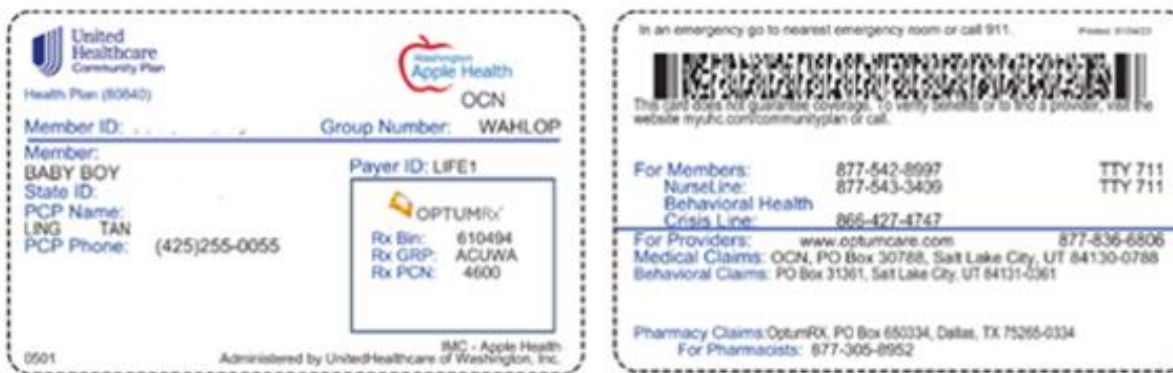 United
Healthcare
Community Plan
Washington
Apple Health
Health Plan (80840)
OCN
Member ID:
Group Number: WAHLOP
Member:
BABY BOY
State ID:
PCP Name:
LING TAN
PCP Phone: (425)255-0055
Payer ID: LIFE1
OPTUMRx
Rx Bin: 610494
Rx GRP: ACUWA
Rx PCN: 4600
0501
IMC - Apple Health
Administered by UnitedHealthcare of Washington, Inc.
In an emergency go to nearest emergency room or call 911.
Printed:
This card does not guarantee coverage. To verify benefits or to find a provider, visit the
website myuhc.com/communityplan or call.
For Members: 877-542-8997 TTY 711
NurseLine: 877-543-3409 TTY 711
Behavioral Health
Crisis Line: 866-427-4747
For Providers: www.optumcare.com 877-836-6806
Medical Claims: OCN, PO Box 30788, Salt Lake City, UT 84130-0788
Behavioral Claims: PO Box 31361, Salt Lake City, UT 84131-0361
Pharmacy Claims:OptumRX, PO Box 650334, Dallas, TX 75265-0334
For Pharmacists: 877-305-8952